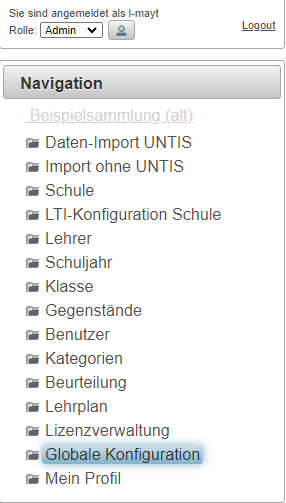 Sie sind angemeldet als l-mayt
Rolle: Admin
Logout
Navigation
Beispielsammlung (alt)
Daten-Import UNTIS
Import ohne UNTIS
Schule
LTI-Konfiguration Schule
Lehrer
Schuljahr
Klasse
Gegenstände
Benutzer
Kategorien
Beurteilung
Lehrplan
Lizenzverwaltung
Globale Konfiguration
Mein Profil